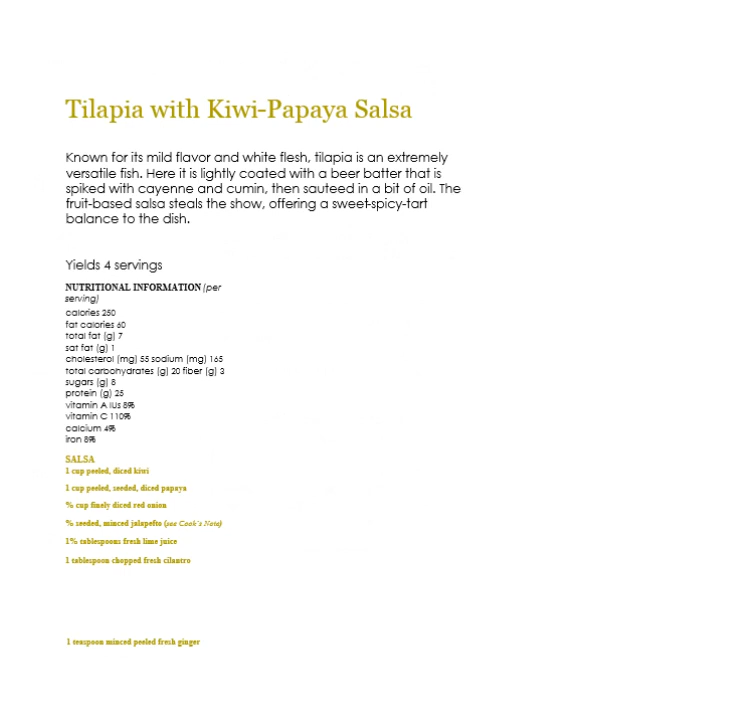 Tilapia with Kiwi-Papaya Salsa
Known for its mild flavor and white flesh, tilapia is an extremely
versatile fish. Here it is lightly coated with a beer batter that is
spiked with cayenne and cumin, then sauteed in a bit of oil. The
fruit-based salsa steals the show, offering a sweet-spicy-tart
balance to the dish.
Yields 4 servings
NUTRITIONAL INFORMATION (per
serving)
calories 250
fat calories 60
total fat (g) 7
sat fat (g) 1
cholesterol (mg) 55 sodium (mg) 165
total carbohydrates (g) 20 fiber (g) 3
sugars (g) 8
protein (g) 25
vitamin A IUs 8%
vitamin C 110%
calcium 4%
iron 8%
SALSA
1 cup peeled, diced kiwi
1 cup peeled, seeded, diced papaya
% cup finely diced red onion
% seeded, minced jalapefto (see Cook's Note)
1% tablespoons fresh lime juice
1 tablespoon chopped fresh cilantro
1 teaspoon minced peeled fresh ginger